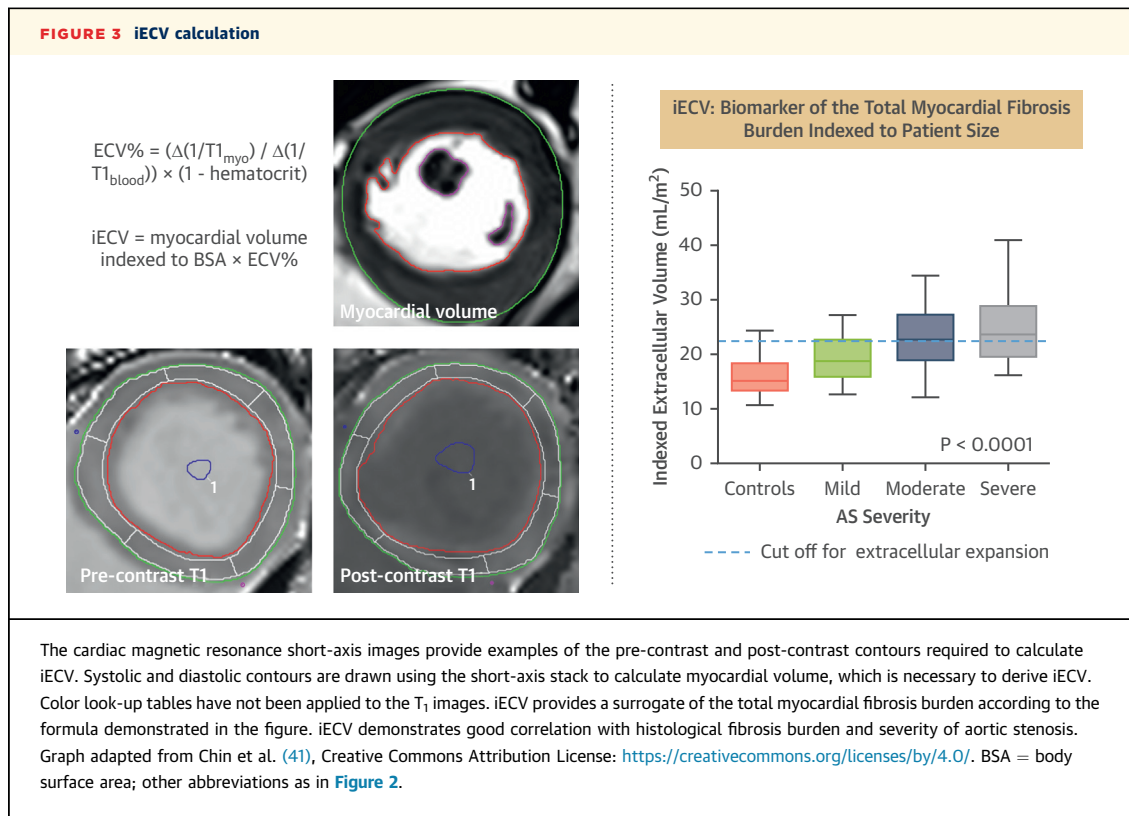 FIGURE 3 iECV calculation
ECV% = (Δ(1/T1myo) / Δ(1/
T1blood)) × (1 - hematocrit)
iECV = myocardial volume
indexed to BSA × ECV%
Myocardial volume
1
Pre-contrast T1
1
Post-contrast T1
iECV: Biomarker of the Total Myocardial Fibrosis
Burden Indexed to Patient Size
Indexed Extracellular Volume (mL/m²)
50
40
30
20
10
0
P < 0.0001
Controls Mild Moderate Severe
AS Severity
Cut off for extracellular expansion
The cardiac magnetic resonance short-axis images provide examples of the pre-contrast and post-contrast contours required to calculate
iECV. Systolic and diastolic contours are drawn using the short-axis stack to calculate myocardial volume, which is necessary to derive iECV.
Color look-up tables have not been applied to the T₁ images. iECV provides a surrogate of the total myocardial fibrosis burden according to the
formula demonstrated in the figure. iECV demonstrates good correlation with histological fibrosis burden and severity of aortic stenosis.
Graph adapted from Chin et al. (41), Creative Commons Attribution License: https://creativecommons.org/licenses/by/4.0/. BSA = body
surface area; other abbreviations as in Figure 2.